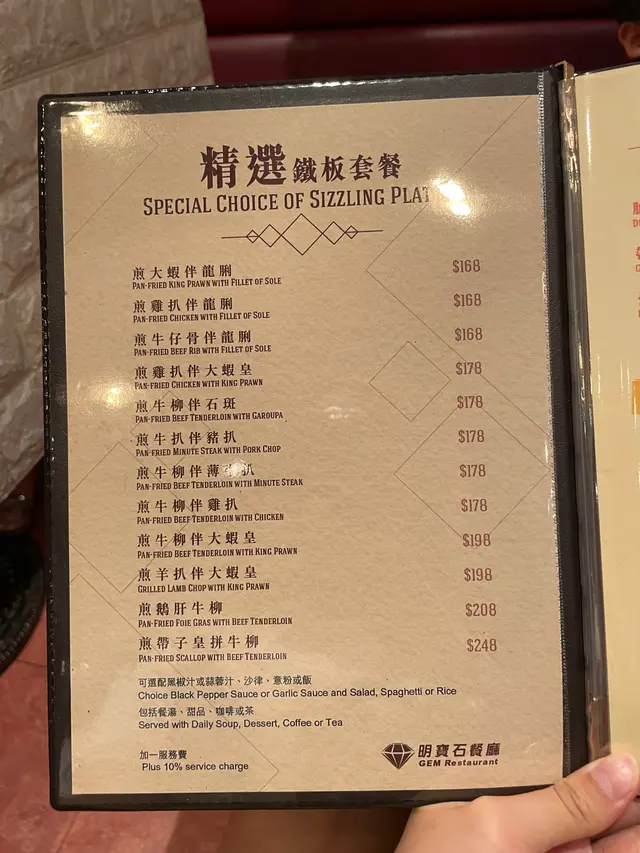 精選鐵板套餐
SPECIAL CHOICE OF SIZZLING
煎大蝦伴龍脷 $168
PAN-FRIED KING PRAWN WITH FILLET OF SOLE
煎雞扒伴龍脷 $168
PAN-FRIED CHICKEN WITH FILLET OF SOLE
煎牛仔骨伴龍脷 $168
PAN-FRIED BEEF RIB WITH FILLET OF SOLE
煎雞扒伴大蝦皇 $178
PAN-FRIED CHICKEN WITH KING PRAWN
煎牛柳伴石斑 $178
PAN-FRIED BEEF TENDERLOIN WITH GAROUPA
煎牛扒伴豬扒 $178
PAN-FRIED MINUTE STEAK WITH PORK CHOP
煎牛柳伴薄扒 $178
PAN-FRIED BEEF TENDERLOIN WITH MINUTE STEAK
煎牛柳伴雞扒 $178
PAN-FRIED BEEF TENDERLOIN WITH CHICKEN
煎牛柳伴大蝦皇 $198
PAN-FRIED BEEF TENDERLOIN WITH KING PRAWN
煎羊扒伴大蝦皇 $198
GRILLED LAMB CHOP WITH KING PRAWN
煎鵝肝牛柳 $208
PAN-FRIED FOIE GRAS WITH BEEF TENDERLOIN
煎帶子皇拼牛柳 $248
PAN-FRIED SCALLOP WITH BEEF TENDERLOIN
可選配黑椒汁或蒜蓉汁、沙律，意粉或飯
Choice Black Pepper Sauce or Garlic Sauce and Salad, Spaghetti or Rice
包括餐湯、甜品、咖啡或茶
Served with Daily Soup, Dessert, Coffee or Tea
加一服務費
Plus 10% service charge
明寶石餐廳
GEM Restaurant